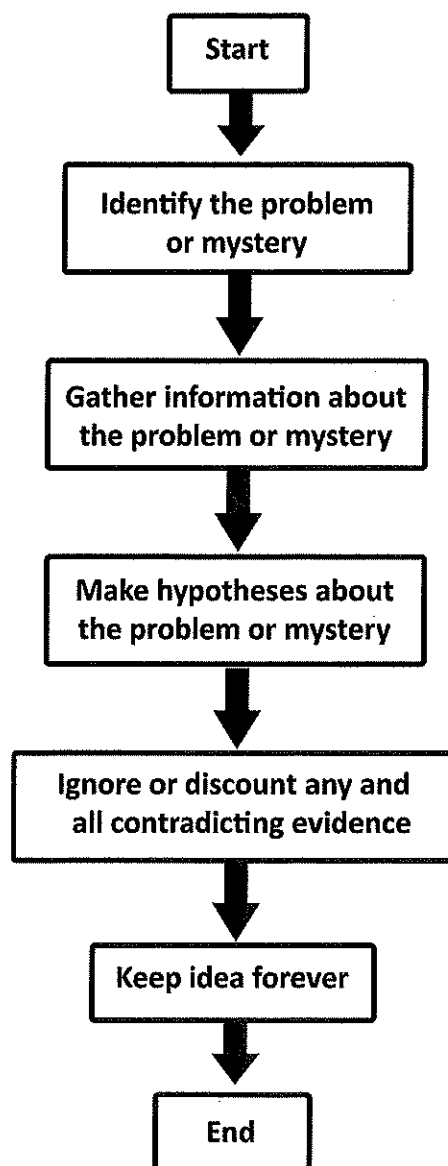 Start
Identify the problem
or mystery
Gather information about
the problem or mystery
Make hypotheses about
the problem or mystery
Ignore or discount any and
all contradicting evidence
Keep idea forever
End